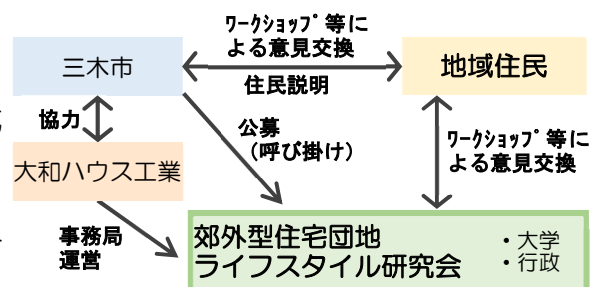 ﾜｰｸｼｮｯﾌﾟ等に
よる意見交換
三木市
地域住民
住民説明
協力
公募
（呼び掛け）
ﾜｰｸｼｮｯﾌﾟ等に
よる意見交換
大和ハウス工業
事務局
運営
郊外型住宅団地
ライフスタイル研究会
・大学
・行政